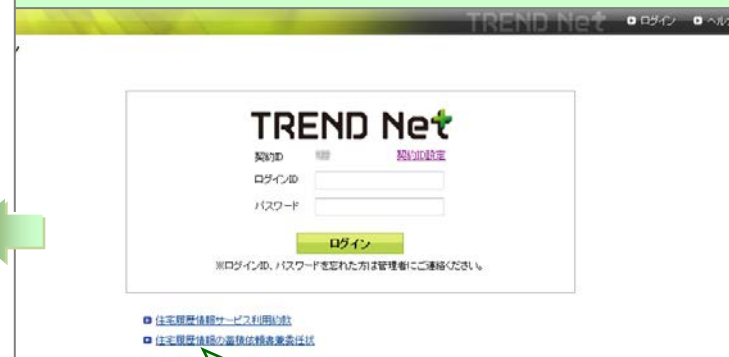 TREND Net
ログイン
TREND Net
契約ID
契約ID設定
ログインID
パスワード
ログイン
※ログインID、パスワードを忘れた方は管理者にご連絡ください。
住宅履歴情報サービス利用約款
住宅履歴情報の蓄積依頼書兼委任状